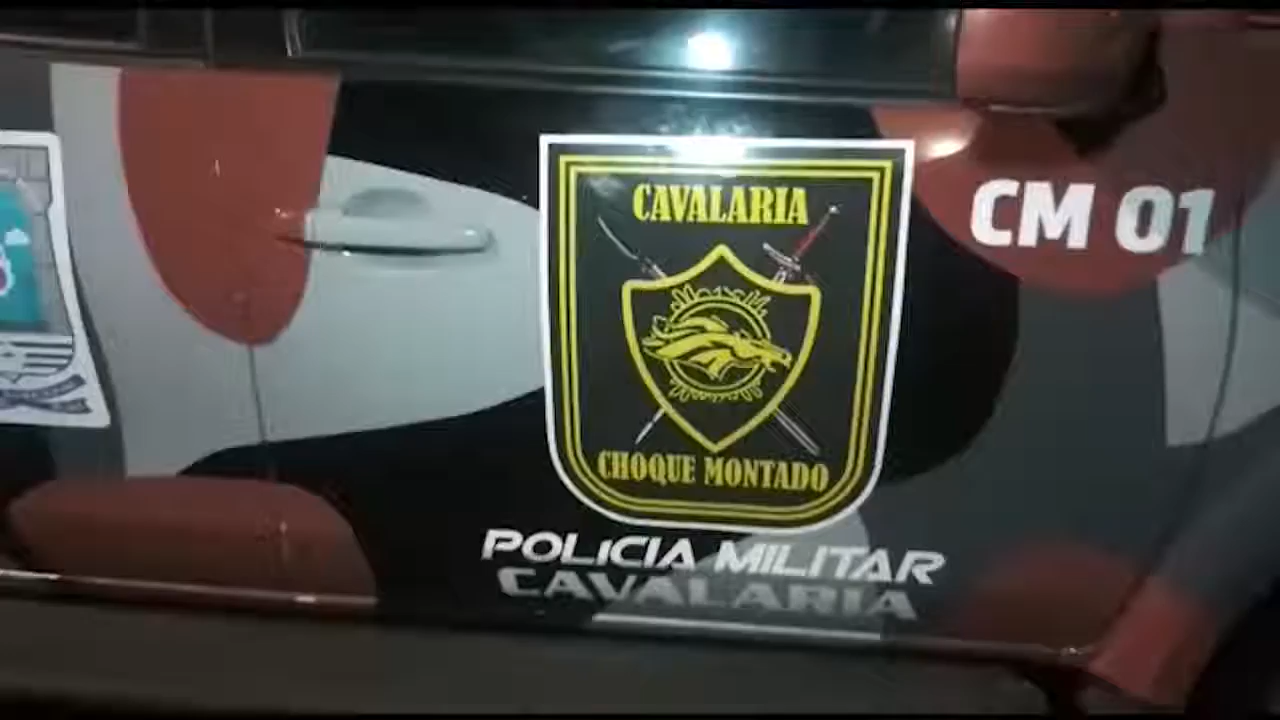 CAVALARIA
CM 01
CHOQUE MONTADO
POLICIA MILITAR
CAVALARIA